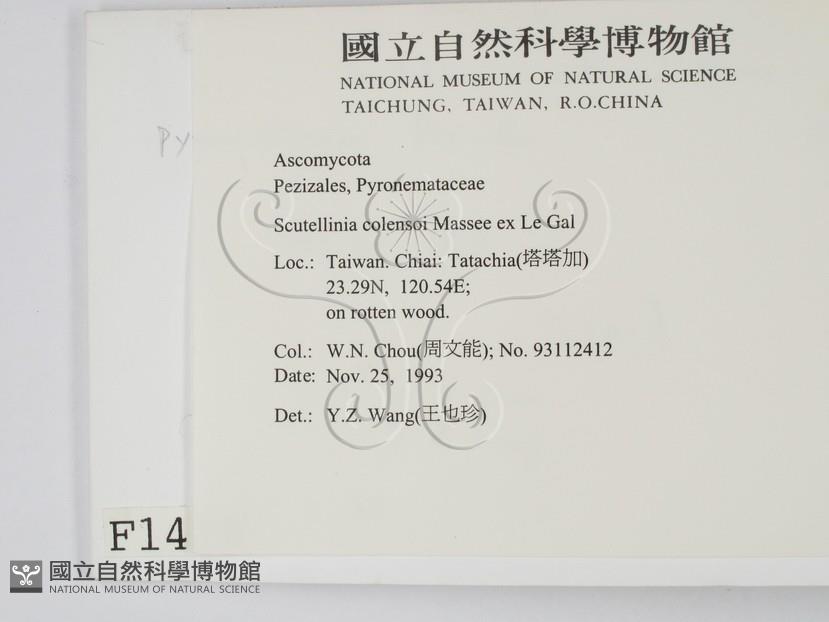 國立自然科學博物館
NATIONAL MUSEUM OF NATURAL SCIENCE
TAICHUNG, TAIWAN, R.O.CHINA
PY
Ascomycota
Pezizales, Pyronemataceae
Scutellinia colensoi Massee ex Le Gal
Loc.: Taiwan. Chiai: Tatachia(塔塔加)
23.29N, 120.54E;
on rotten wood.
Col.: W.N. Chou(周文能); No. 93112412
Date: Nov. 25, 1993
Det.: Y.Z. Wang(王也珍)
F14
國立自然科學博物館
NATIONAL MUSEUM OF NATURAL SCIENCE